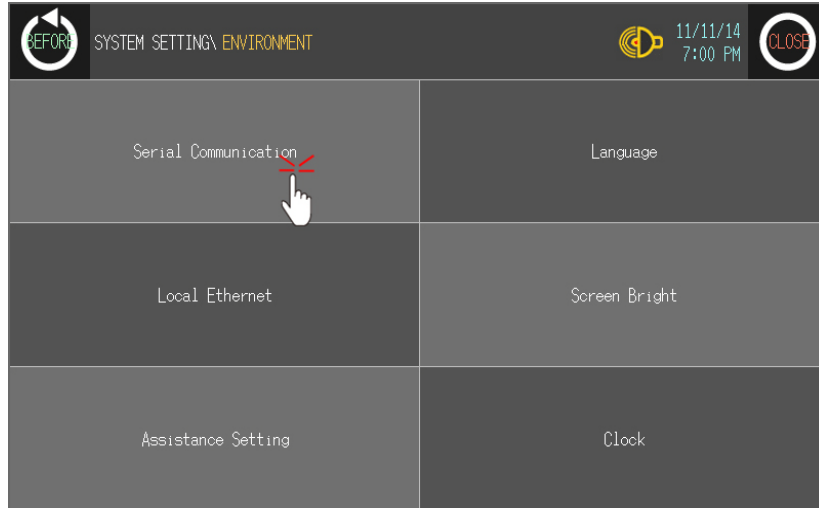 BEFORE
SYSTEM SETTING\ ENVIRONMENT
11/11/14
7:00 PM
CLOSE
Serial Communication
Language
Local Ethernet
Screen Bright
Assistance Setting
Clock